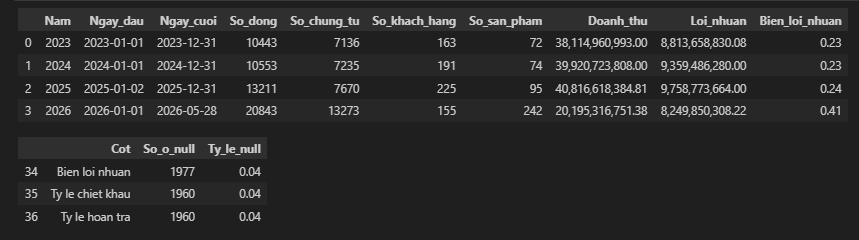 Nam Ngay_dau Ngay_cuoi So_dong So_chung_tu So_khach_hang So_san_pham Doanh_thu Loi_nhuan Bien_loi_nhuan
0 2023 2023-01-01 2023-12-31 10443 7136 163 72 38,114,960,993.00 8,813,658,830.08 0.23
1 2024 2024-01-01 2024-12-31 10553 7235 191 74 39,920,723,808.00 9,359,486,280.00 0.23
2 2025 2025-01-02 2025-12-31 13211 7670 225 95 40,816,618,384.81 9,758,773,664.00 0.24
3 2026 2026-01-01 2026-05-28 20843 13273 155 242 20,195,316,751.38 8,249,850,308.22 0.41
Cot So_o_null Ty_le_null
34 Bien loi nhuan 1977 0.04
35 Ty le chiet khau 1960 0.04
36 Ty le hoan tra 1960 0.04